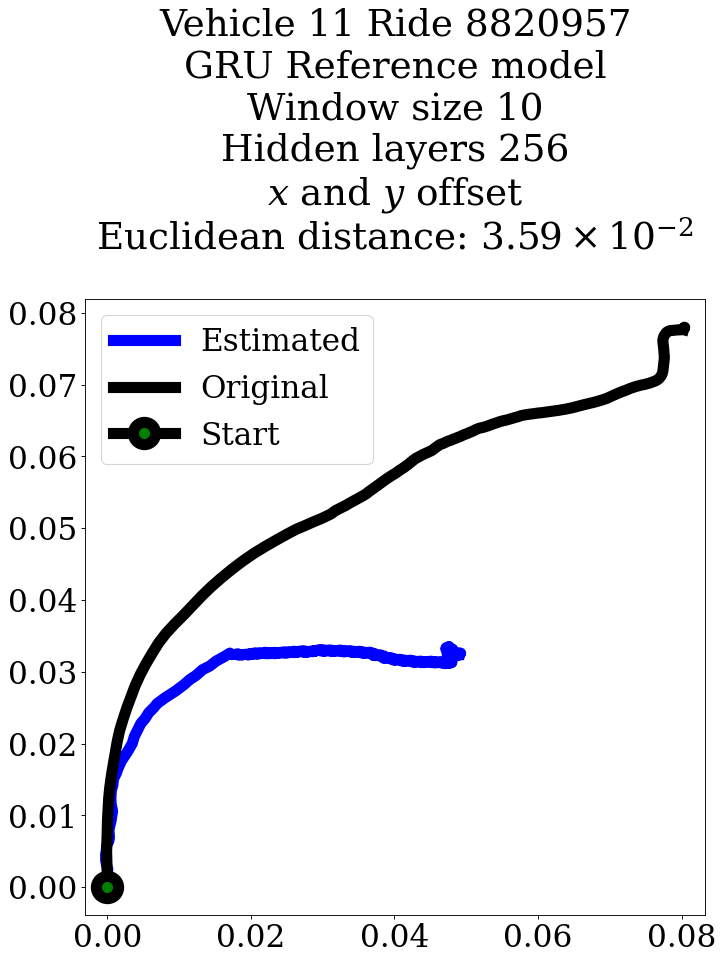 Vehicle 11 Ride 8820957
GRU Reference model
Window size 10
Hidden layers 256
x and y offset
Euclidean distance: 3.59 × 10⁻²
Estimated
Original
Start
0.08
0.07
0.06
0.05
0.04
0.03
0.02
0.01
0.00
0.00 0.02 0.04 0.06 0.08